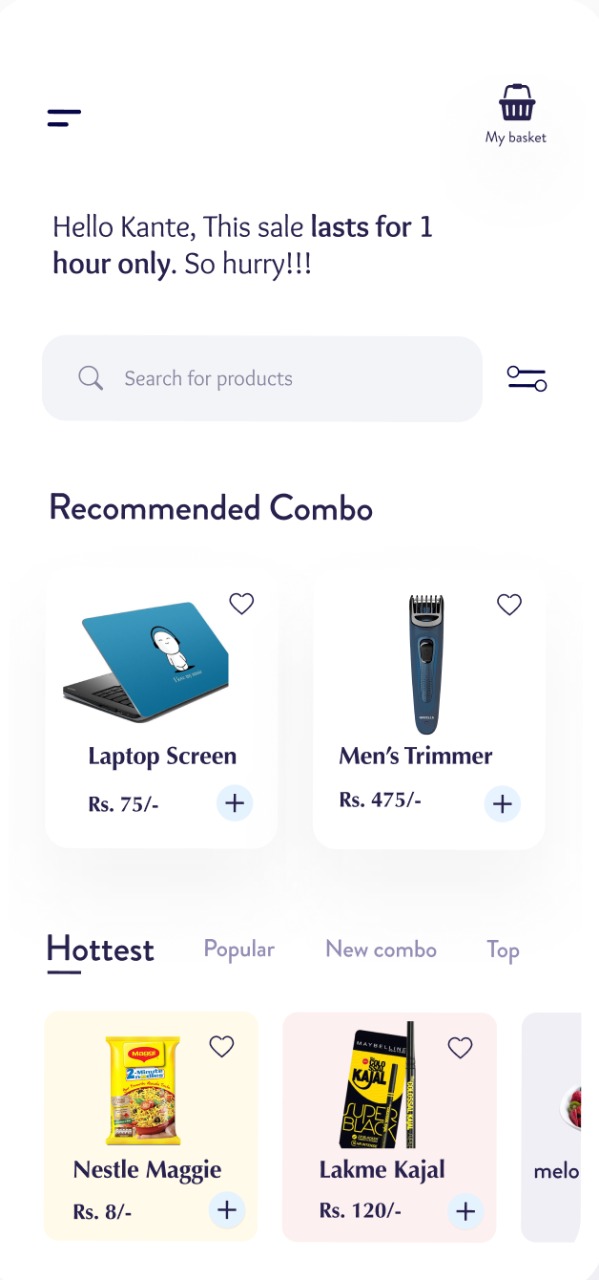 My basket
Hello Kante, This sale lasts for 1
hour only. So hurry!!!
Search for products
Recommended Combo
Laptop Screen
Rs. 75/-
Men's Trimmer
Rs. 475/-
Hottest
Popular
New combo
Top
Maggi
2-Minute
noodles
Nestle Maggie
Rs. 8/-
MAYBELLINE
COLOSSAL
KAJAL
SUPER
BLACK
COLOSSAL KAJAL
Lakme Kajal
Rs. 120/-
melo